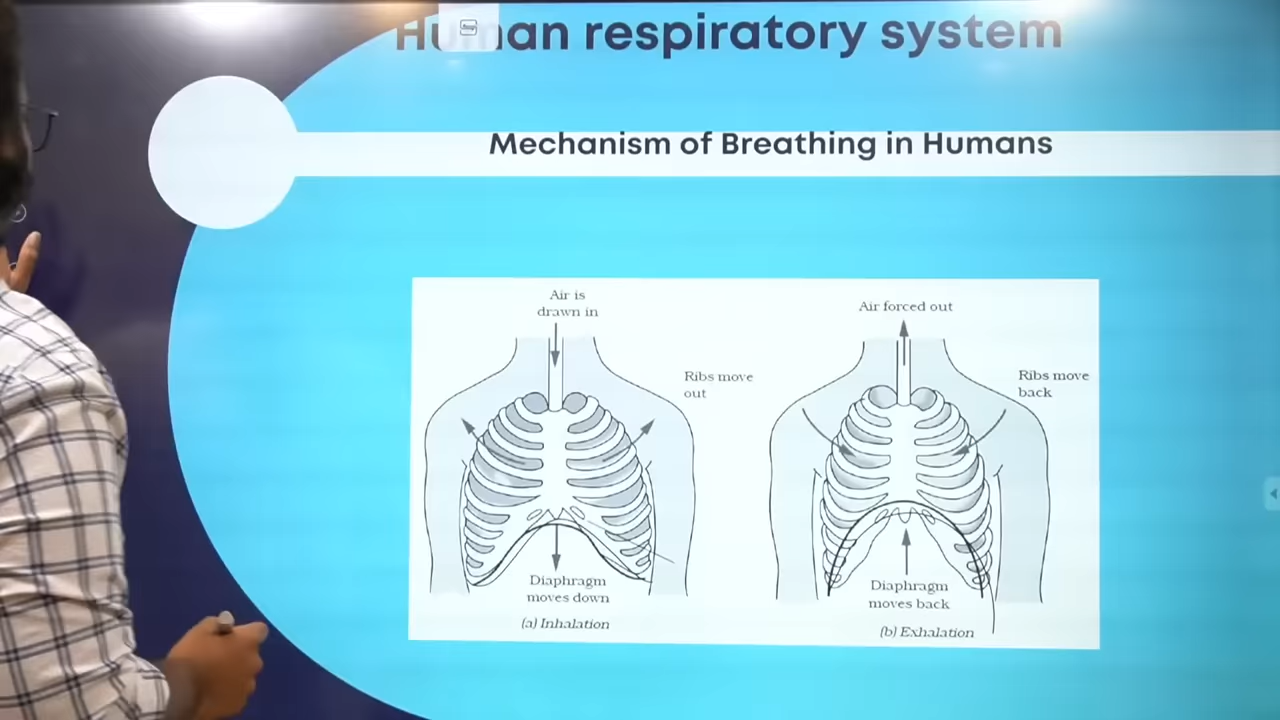 Human respiratory system
Mechanism of Breathing in Humans
Air is
drawn in
Ribs move
out
Diaphragm
moves down
(a) Inhalation
Air forced out
Ribs move
back
Diaphragm
moves back
(b) Exhalation